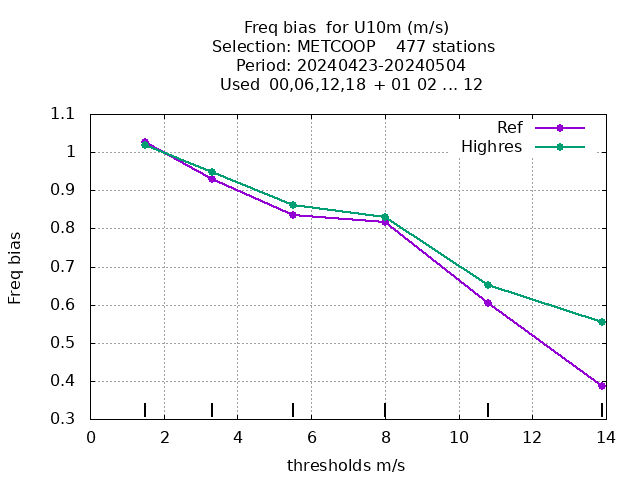 Freq bias  for U10m (m/s)
Selection: METCOOP    477 stations
Period: 20240423-20240504
Used  00,06,12,18  + 01 02 ... 12
Ref
Highres
1.1
1
0.9
0.8
0.7
0.6
0.5
0.4
0.3
Freq bias
0 2 4 6 8 10 12 14
thresholds m/s